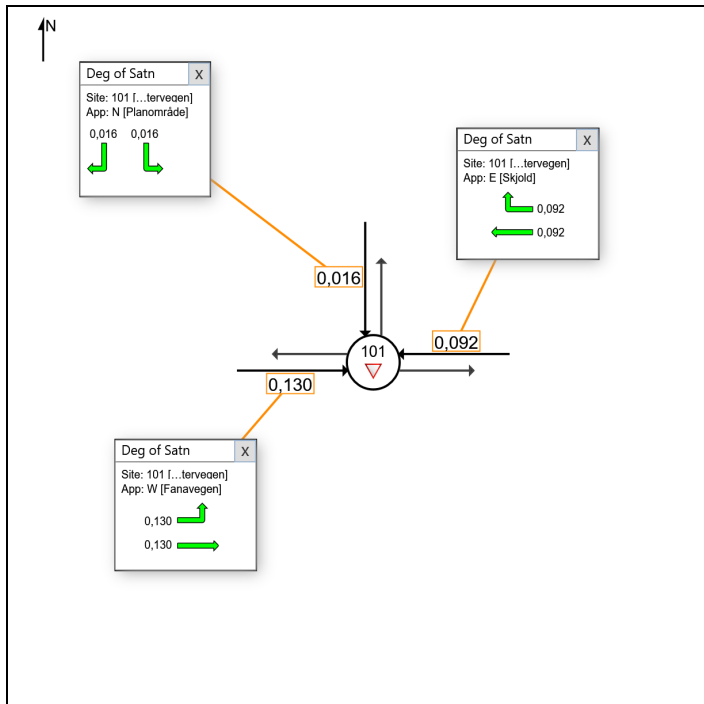 N
Deg of Satn X
Site: 101 [...tervegen]
App: N [Planområde]
0,016 0,016
Deg of Satn X
Site: 101 [...tervegen]
App: E [Skjold]
0,092
0,092
0,016
0,092
101
0,130
Deg of Satn X
Site: 101 [...tervegen]
App: W [Fanavegen]
0,130
0,130